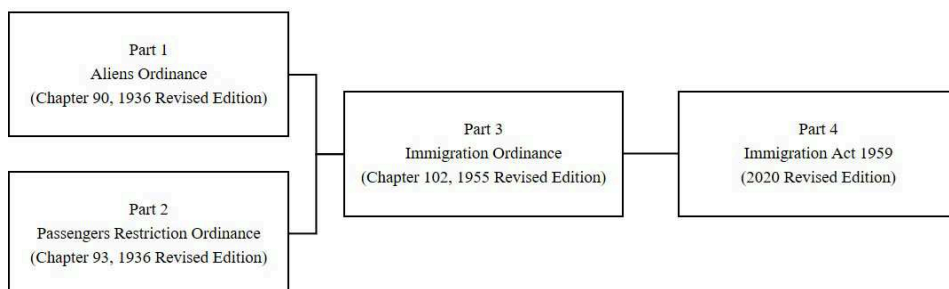 Part 1
Aliens Ordinance
(Chapter 90, 1936 Revised Edition)
Part 2
Passengers Restriction Ordinance
(Chapter 93, 1936 Revised Edition)
Part 3
Immigration Ordinance
(Chapter 102, 1955 Revised Edition)
Part 4
Immigration Act 1959
(2020 Revised Edition)